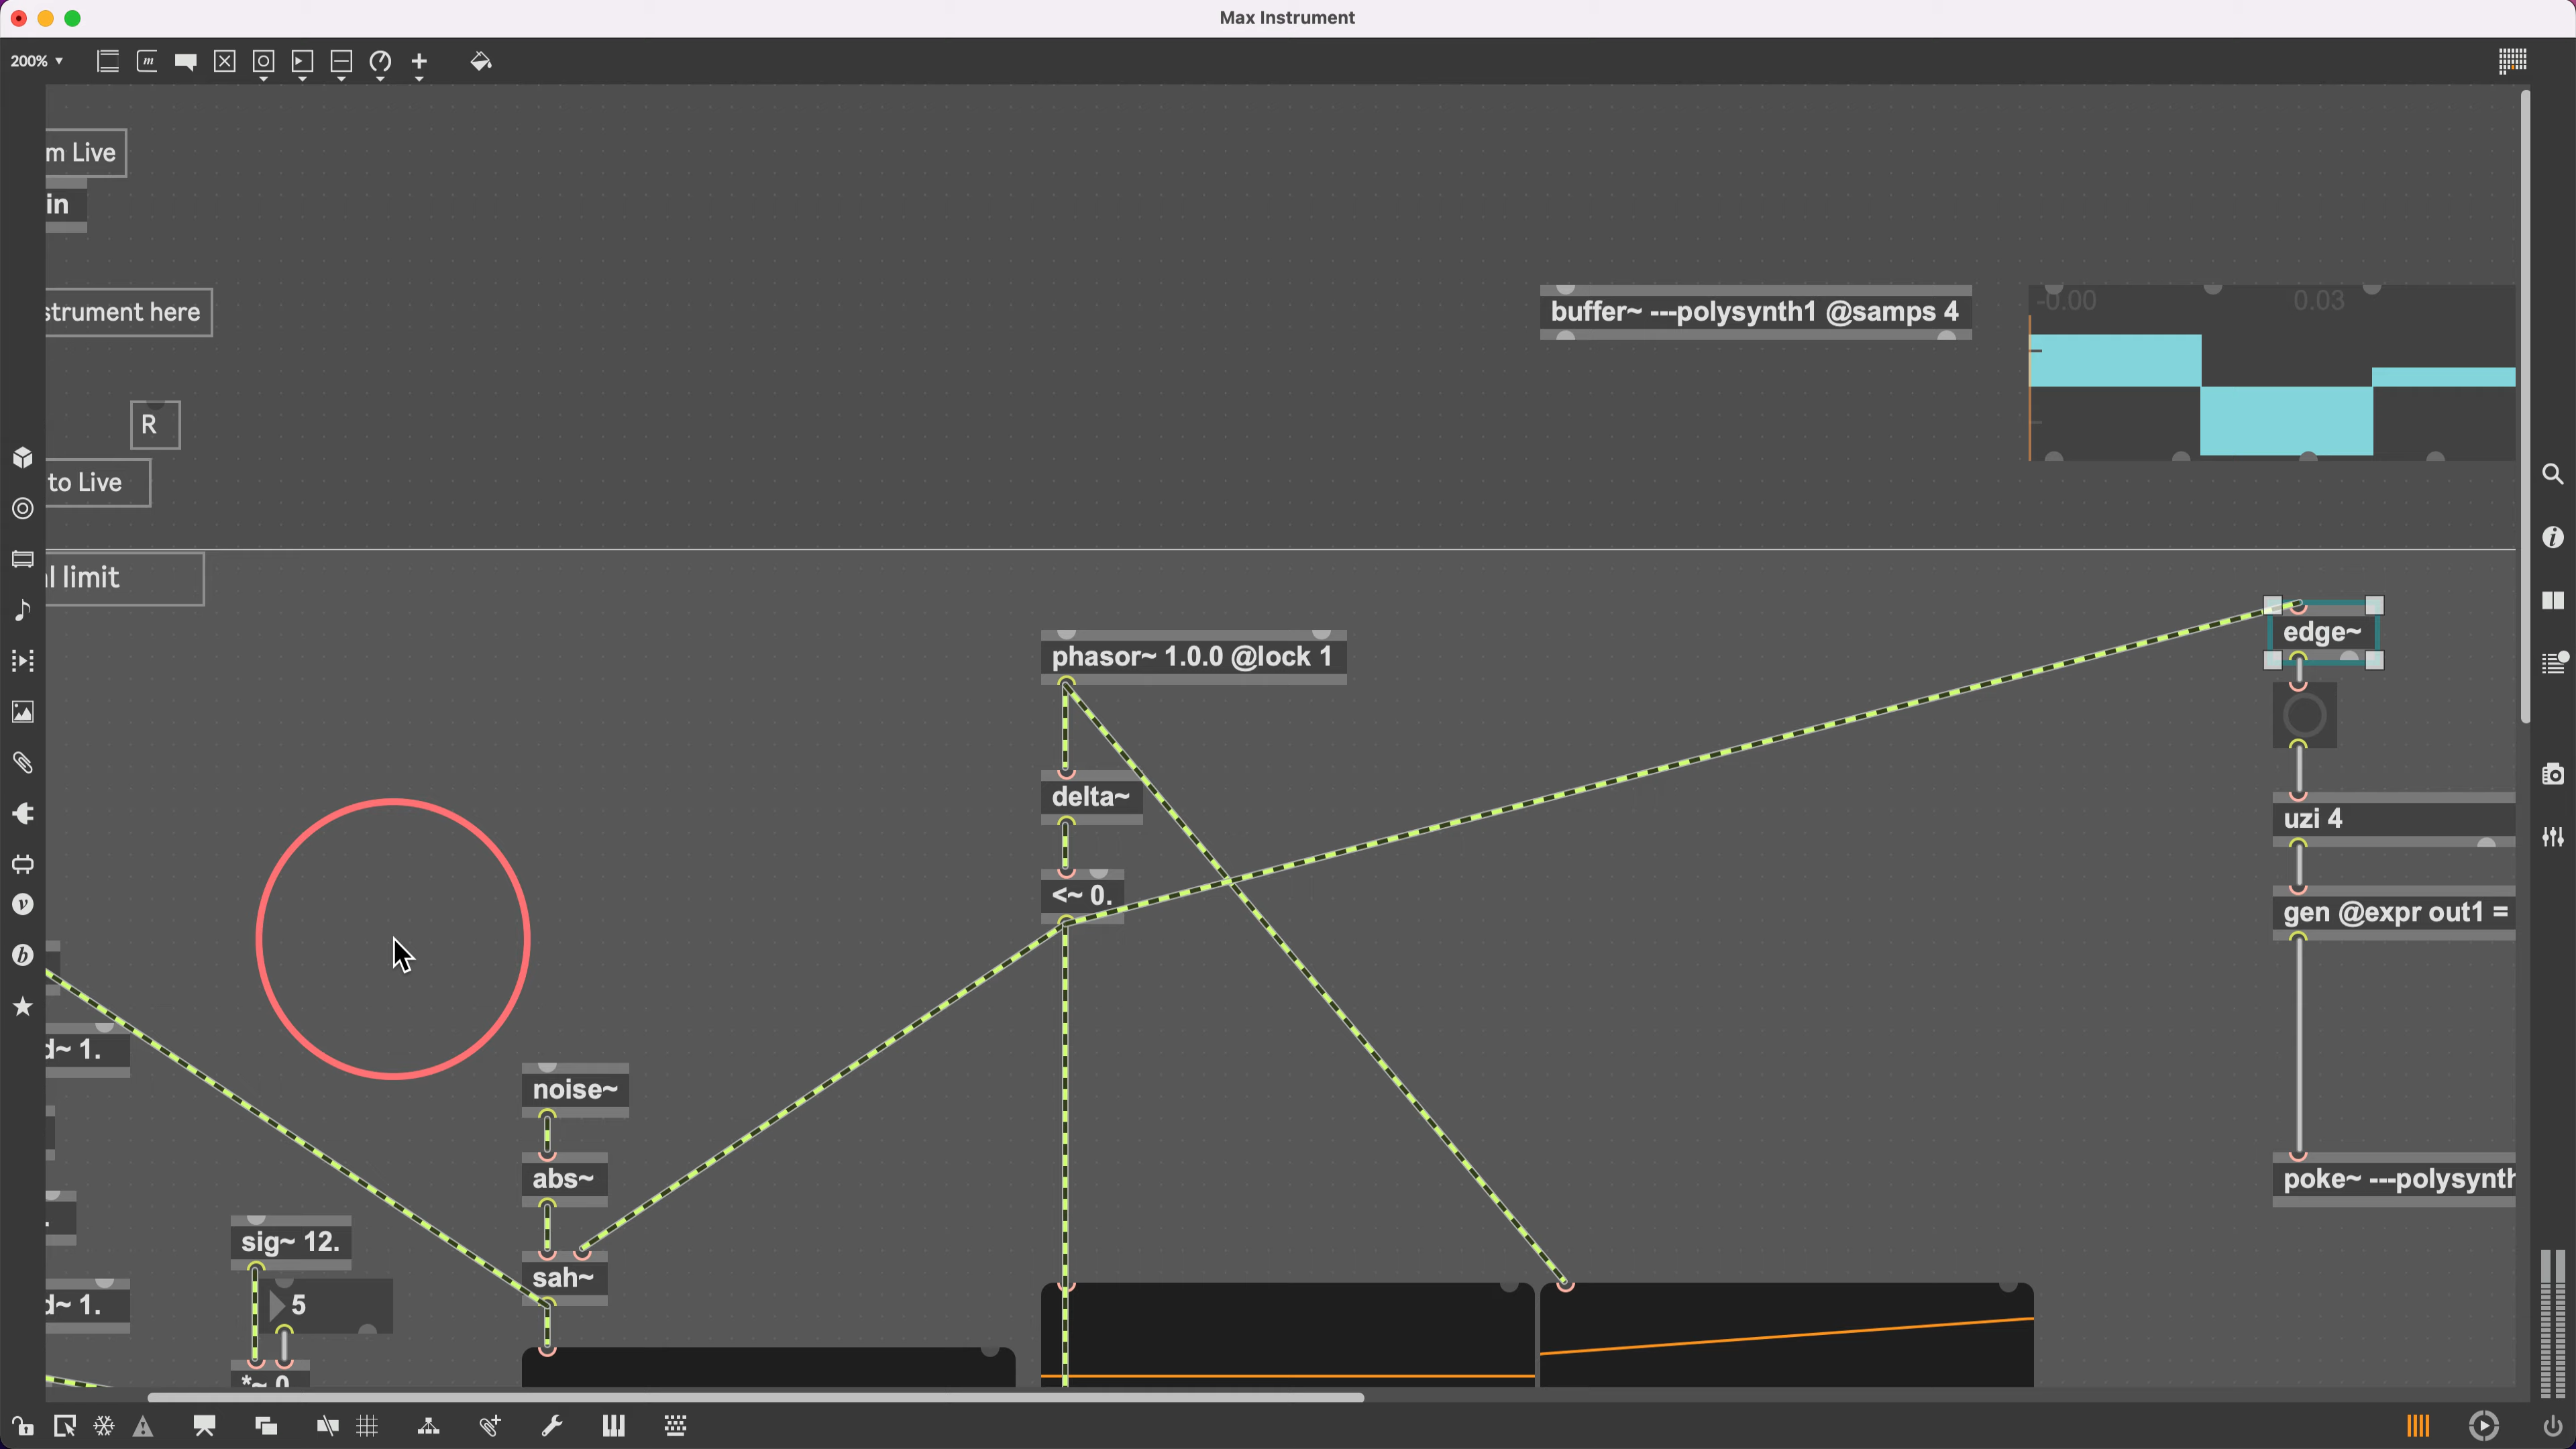 Max Instrument
200%
m
m Live
in
strument here
buffer~ ---polysynth1 @samps 4
-0.00
0.03
R
to Live
l limit
edge~
phasor~ 1.0.0 @lock 1
delta~
uzi 4
<~ 0.
gen @expr out1 =
d~ 1.
noise~
abs~
poke~ ---polysynth
sig~ 12.
sah~
5
d~ 1.
*~ 0